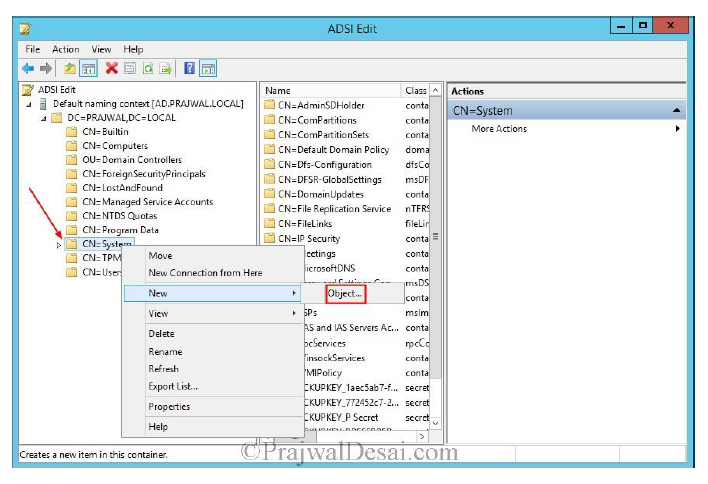 ADSI Edit
File Action View Help
ADSI Edit
Default naming context [AD.PRAJWAL.LOCAL]
DC=PRAJWAL,DC=LOCAL
CN=Builtin
CN=Computers
OU=Domain Controllers
CN=ForeignSecurityPrincipals
CN=LostAndFound
CN=Managed Service Accounts
CN=NTDS Quotas
CN=Program Data
CN=System
CN=TPM
CN=Users
Move
New Connection from Here
New
Object...
View
Delete
Rename
Refresh
Export List...
Properties
Help
Name Class
CN=AdminSDHolder conta
CN=ComPartitions conta
CN=ComPartitionSets conta
CN=Default Domain Policy doma
CN=Dfs-Configuration dfsCo
CN=DFSR-GlobalSettings msDF
CN=DomainUpdates conta
CN=File Replication Service nTFRS
CN=FileLinks fileLin
CN=IP Security conta
eetings conta
icrosoftDNS conta
msDS
conta
SPs msIm
AS and IAS Servers Ac... conta
pcServices rpcCo
insockServices conta
MIPolicy conta
CKUPKEY_1aec5ab7-f... secret
CKUPKEY_772452c7-2... secret
CKUPKEY_P Secret secret
Actions
CN=System
More Actions
Creates a new item in this container.
©PrajwalDesai.com